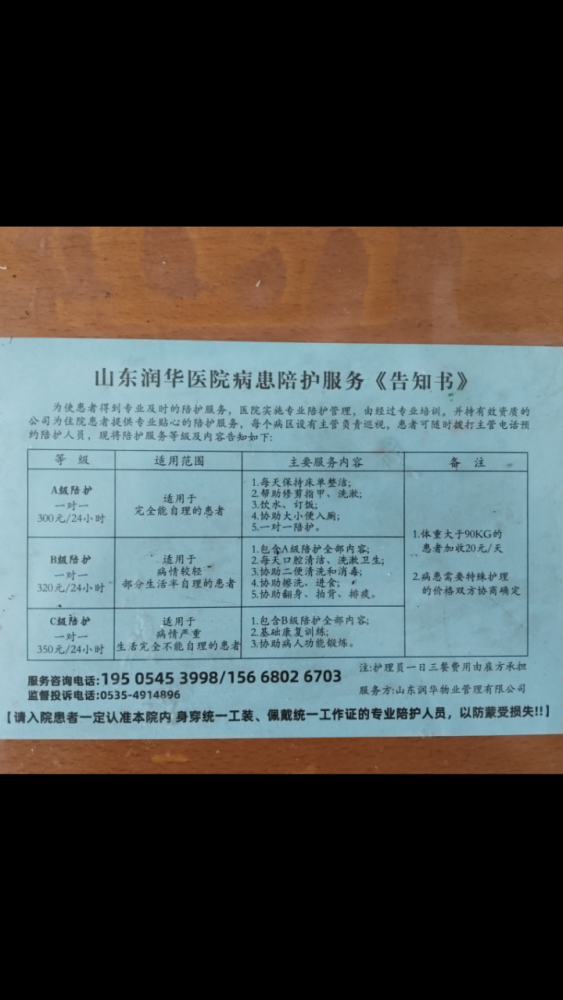 山东润华医院病患陪护服务《告知书》
为使患者得到专业及时的陪护服务，医院实施专业陪护管理，由经过专业培训，并持有效资质的
公司为住院患者提供专业贴心的陪护服务，每个病区设有主管负责巡视，患者可随时拨打主管电话预
约陪护人员，现将陪护服务等级及内容告知如下：
等 级 适用范围 主要服务内容 备 注
A级陪护
一对一
300元/24小时
适用于
完全能自理的患者
1.每天保持床单整洁；
2.帮助修剪指甲、洗漱；
3.饮水、订饭；
4.协助大小便入厕；
5.一对一陪护。
B级陪护
一对一
320元/24小时
适用于
病情较轻
部分生活半自理的患者
1.包含A级陪护全部内容；
2.每天口腔清洁、洗漱卫生；
3.协助二便清洗和消毒；
4.协助擦洗、进食；
5.协助翻身、拍背、排痰。
C级陪护
一对一
350元/24小时
适用于
病情严重
生活完全不能自理的患者
1.包含B级陪护全部内容；
2.基础康复训练；
3.协助病人功能锻炼。
1.体重大于90KG的
患者加收20元/天
2.病患需要特殊护理
的价格双方协商确定
服务咨询电话:195 0545 3998/156 6802 6703
监督投诉电话:0535-4914896
注:护理员一日三餐费用由雇方承担
服务方:山东润华物业管理有限公司
【请入院患者一定认准本院内 身穿统一工装、佩戴统一工作证的专业陪护人员，以防蒙受损失!!】